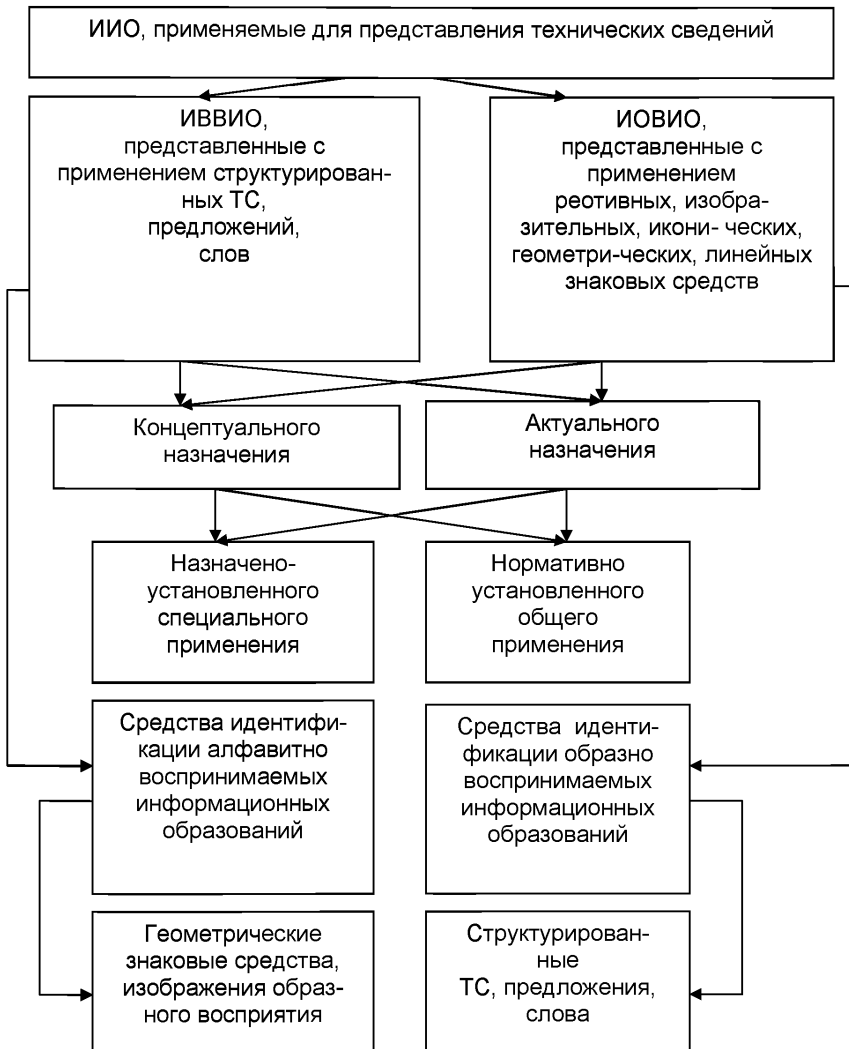 ИИО, применяемые для представления технических сведений
ИВВИО,
представленные с
применением структурирован-
ных ТС,
предложений,
слов
ИОВИО,
представленные с
применением
реотивных, изобра-
зительных, икони- ческих,
геометри-ческих, линейных
знаковых средств
Концептуального
назначения
Актуального
назначения
Назначено-
установленного
специального
применения
Нормативно
установленного
общего
применения
Средства идентифи-
кации алфавитно
воспринимаемых
информационных
образований
Средства иденти-
фикации образно
воспринимаемых
информационных
образований
Геометрические
знаковые средства,
изображения образ-
ного восприятия
Структурирован-
ные
ТС, предложения,
слова